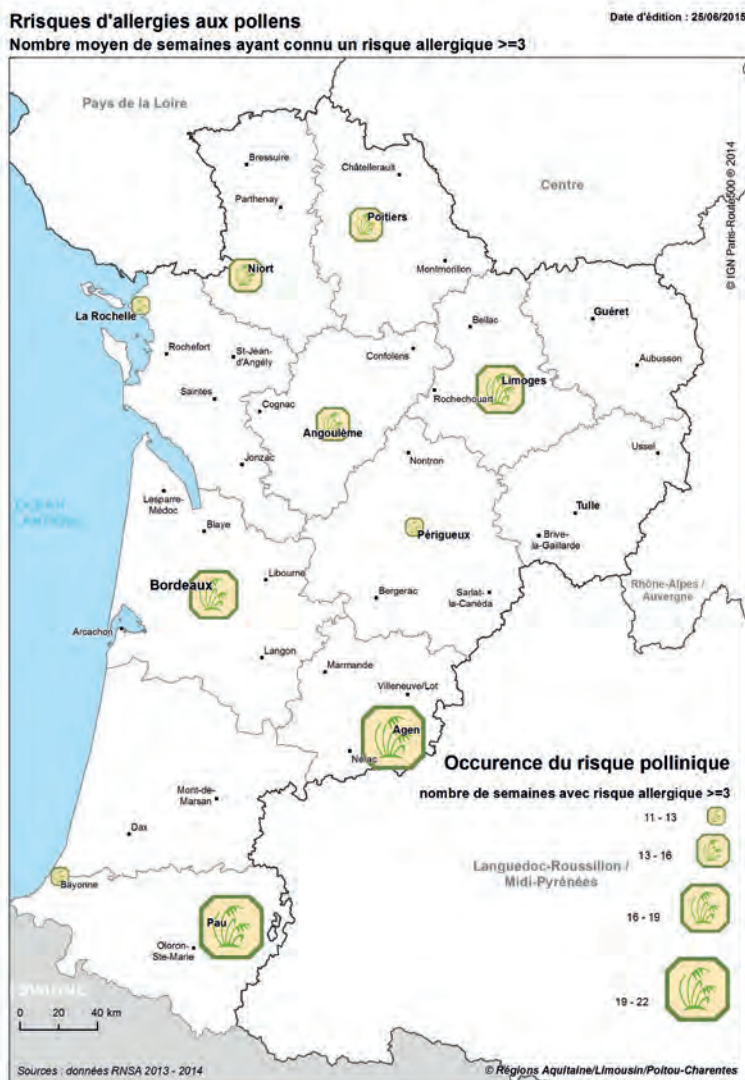 Rrisques d'allergies aux pollens
Date d'édition : 25/06/2015
Nombre moyen de semaines ayant connu un risque allergique >=3
Pays de la Loire
Bressuire
Châtellerault
Centre
© IGN Paris-Route500 ® 2014
Parthenay
Poitiers
Niort
Montmorillon
La Rochelle
Guéret
Bellac
Rochefort
St-Jean-
d'Angély
Confolens
Aubusson
Limoges
Saintes
Rochechouart
Cognac
Angoulême
Ussel
Jonzac
Nontron
Lesparre-
Médoc
Tulle
Blaye
Périgueux
Brive-
la-Gaillarde
Bordeaux
Libourne
Rhône-Alpes /
Auvergne
Bergerac
Sarlat-
la-Canéda
Arcachon
Langon
Marmande
Villeneuve/Lot
Agen
Nérac
Occurence du risque pollinique
nombre de semaines avec risque allergique >=3
Mont-de-
Marsan
11 - 13
Dax
13 - 16
Languedoc-Roussillon /
Midi-Pyrénées
Bayonne
16 - 19
Pau
Oloron-
Ste-Marie
19 - 22
0 20 40 km
Sources : données RNSA 2013 - 2014
© Régions Aquitaine/Limousin/Poitou-Charentes